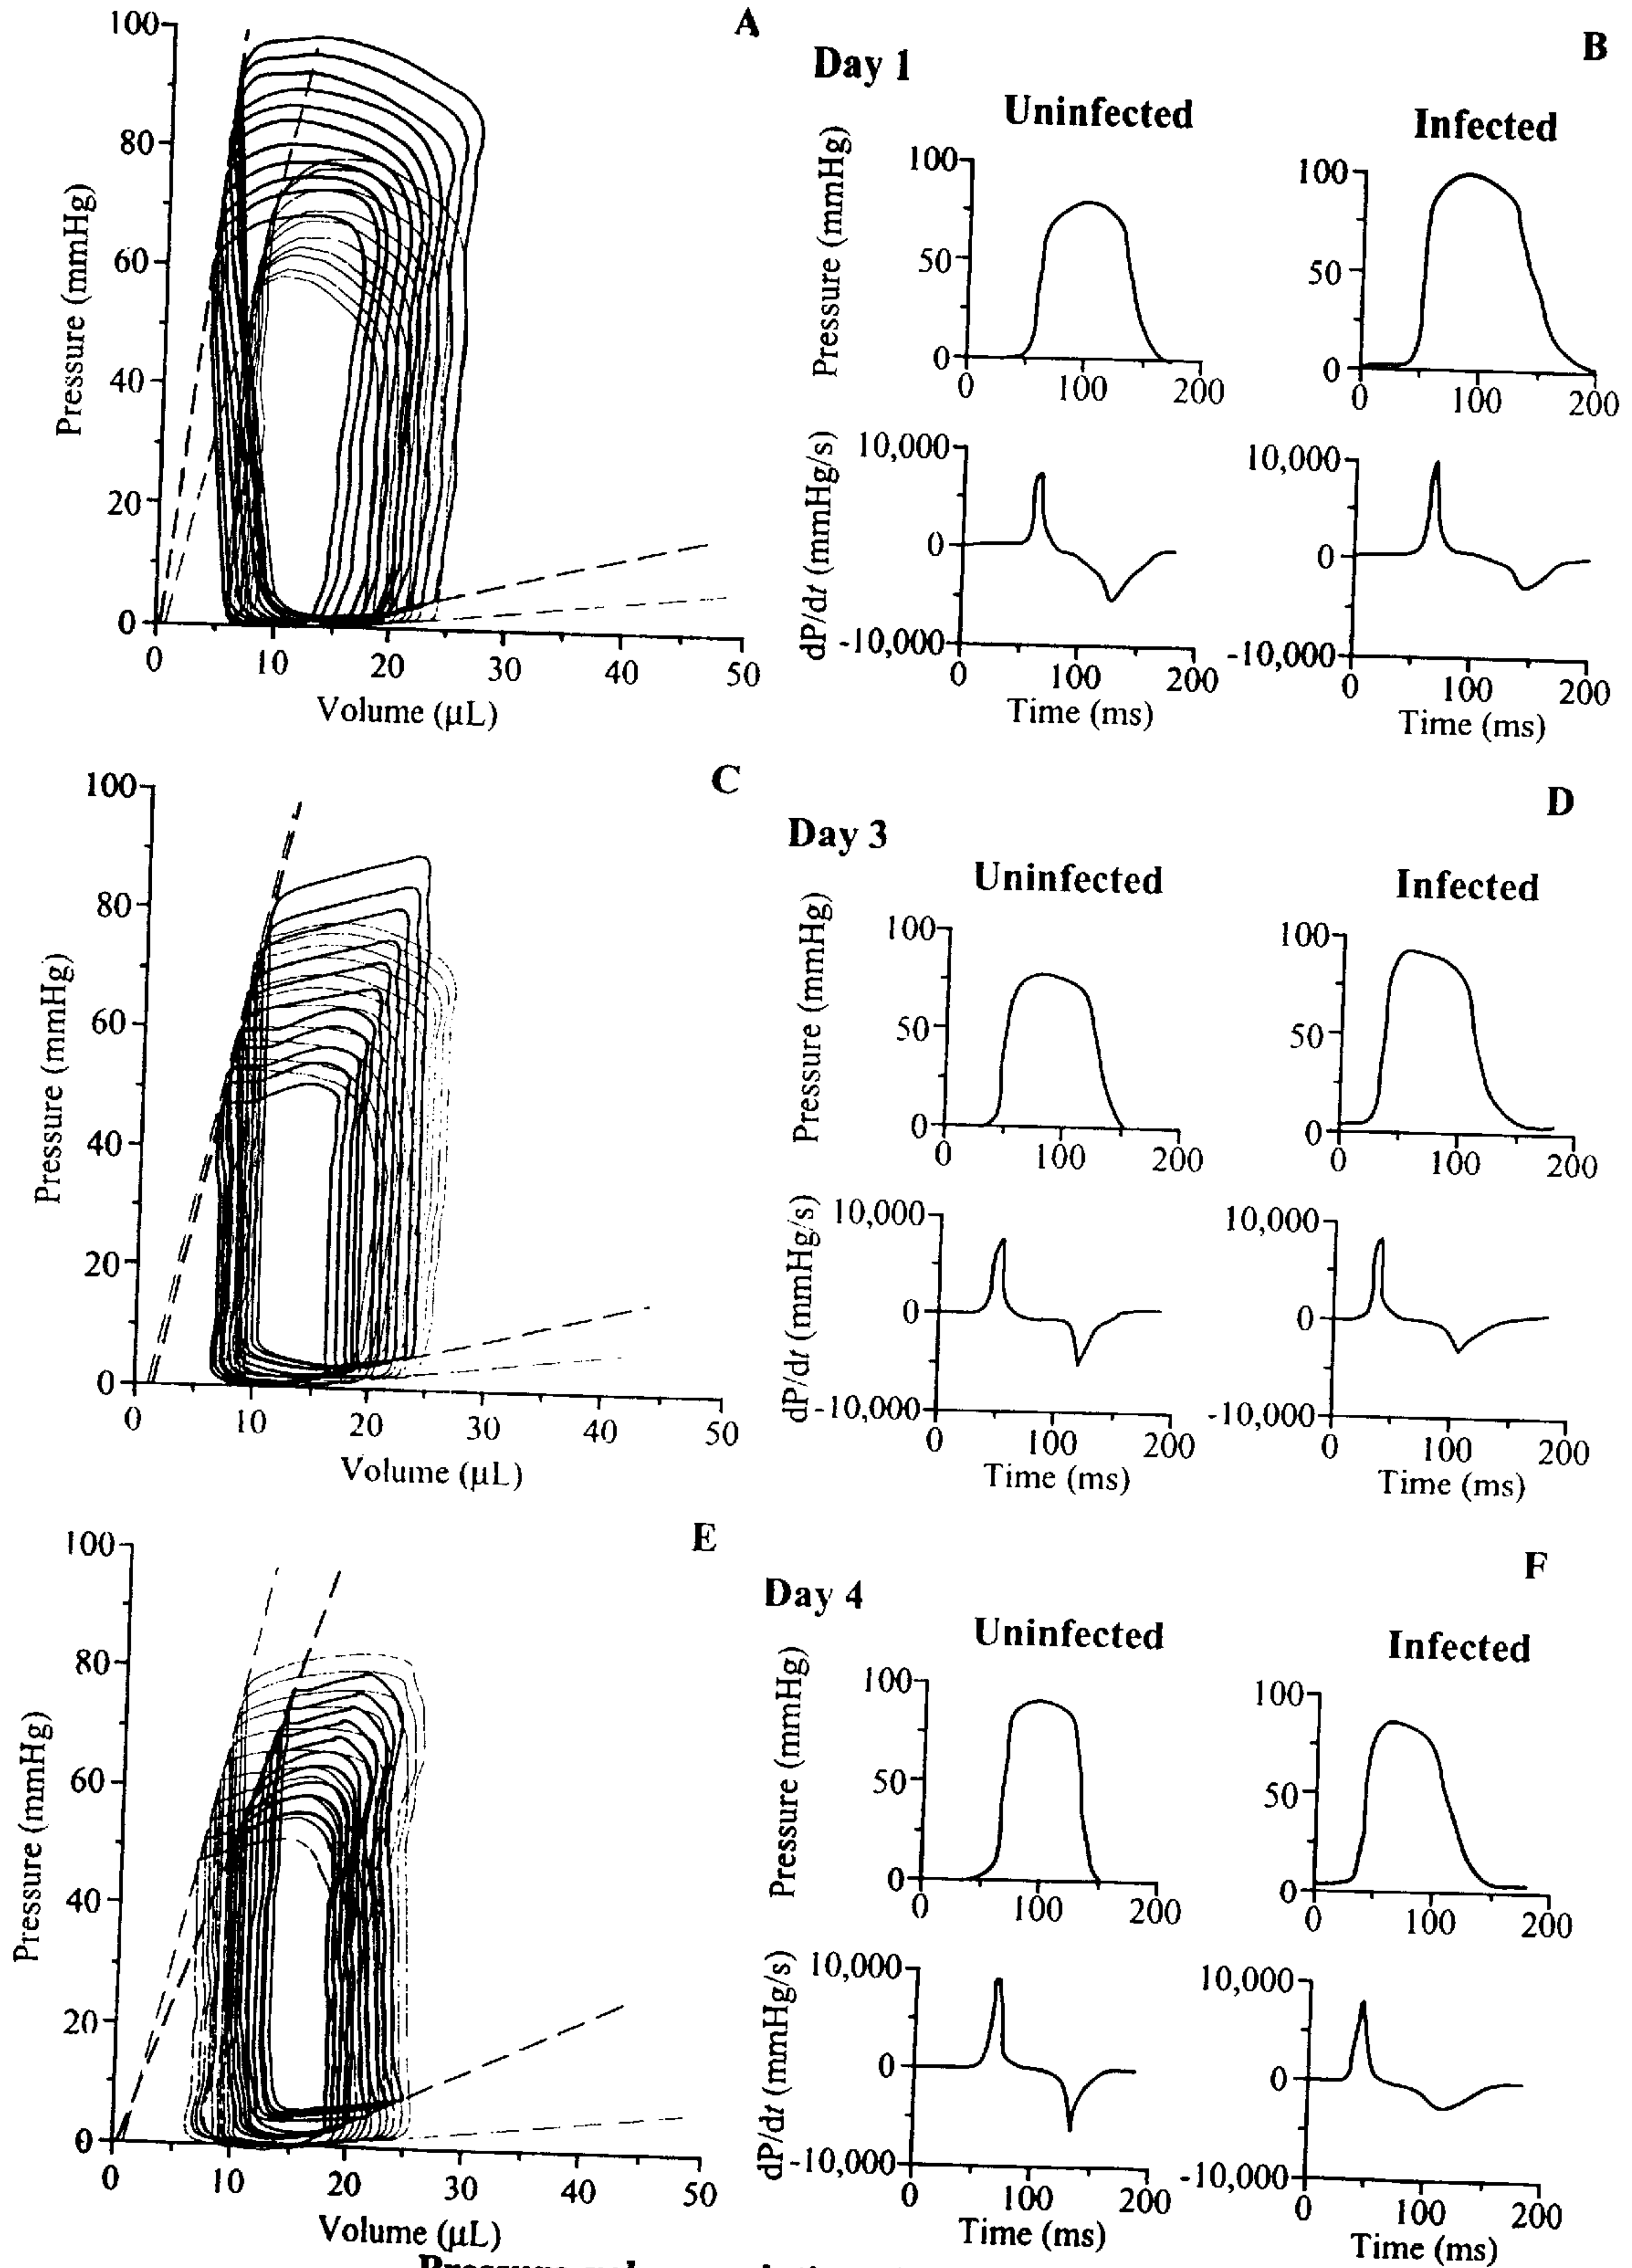 A
100
80
60
40
20
0
Pressure (mmHg)
0 10 20 30 40 50
Volume (µL)
B
Day 1
Uninfected
Infected
100
50
0
Pressure (mmHg)
0 100 200
100
50
0
0 100 200
10,000
0
-10,000
dP/dt (mmHg/s)
0 100 200
Time (ms)
10,000
0
-10,000
0 100 200
Time (ms)
C
100
80
60
40
20
0
Pressure (mmHg)
0 10 20 30 40 50
Volume (µL)
D
Day 3
Uninfected
Infected
100
50
0
Pressure (mmHg)
0 100 200
100
50
0
0 100 200
10,000
0
-10,000
dP/dt (mmHg/s)
0 100 200
Time (ms)
10,000
0
-10,000
0 100 200
Time (ms)
E
100
80
60
40
20
0
Pressure (mmHg)
0 10 20 30 40 50
Volume (µL)
F
Day 4
Uninfected
Infected
100
50
0
Pressure (mmHg)
0 100 200
100
50
0
0 100 200
10,000
0
-10,000
dP/dt (mmHg/s)
0 100 200
Time (ms)
10,000
0
-10,000
0 100 200
Time (ms)